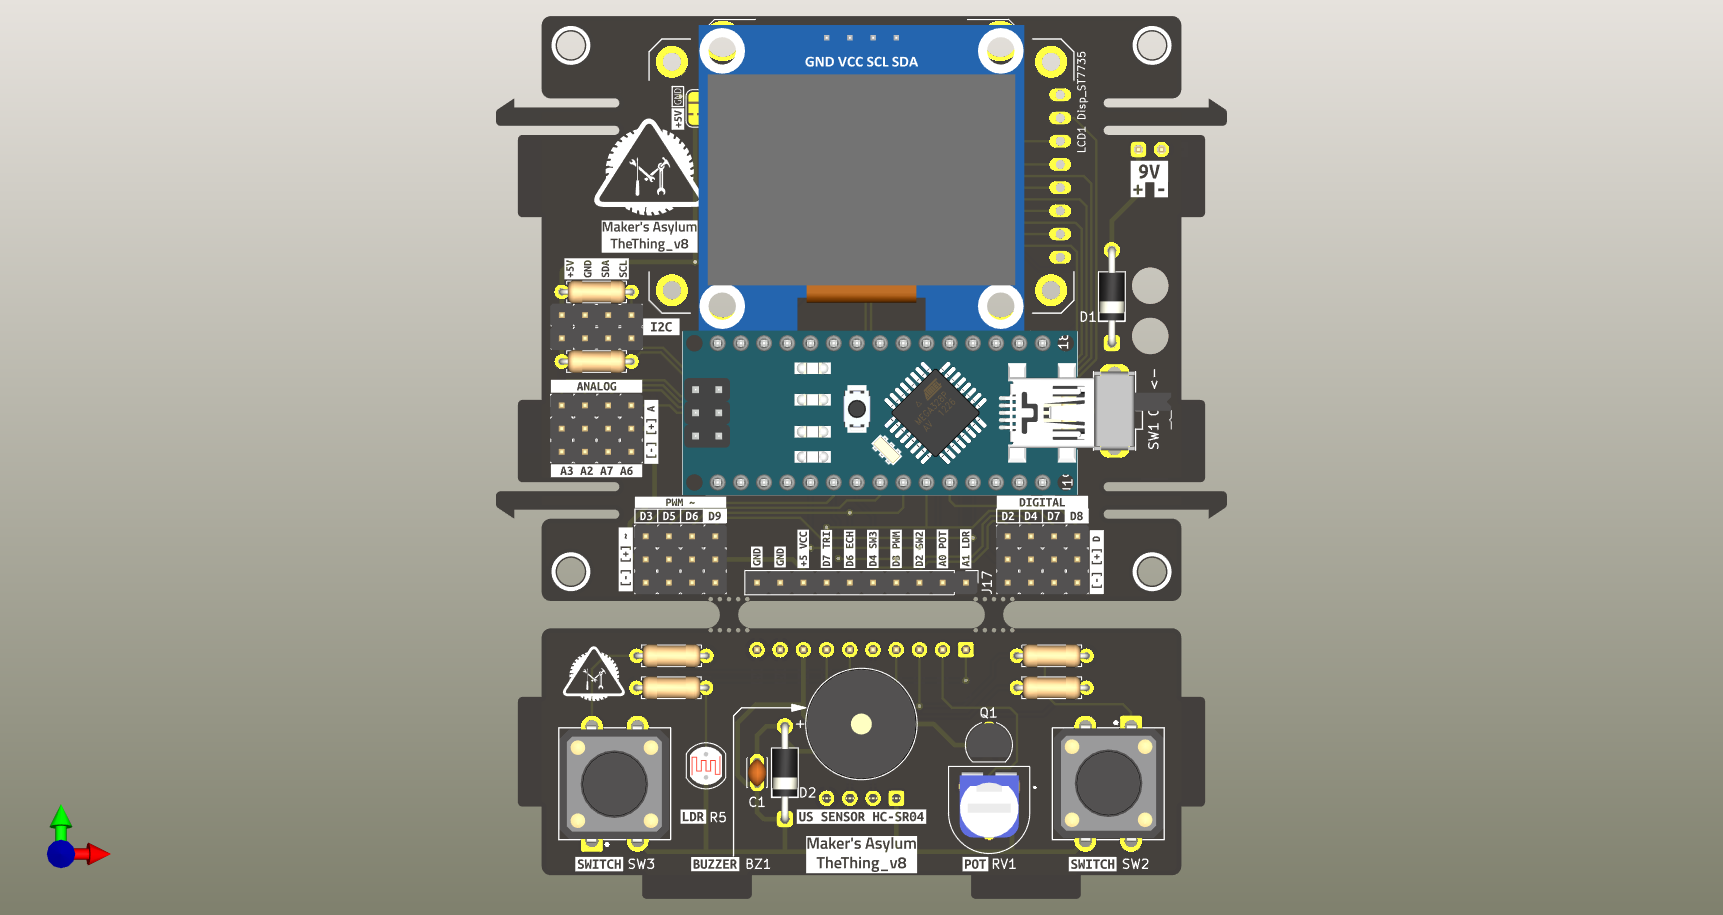 GND VCC SCL SDA
+5V GND
LCD1 Disp_ST7735
9V
+ -
Maker's Asylum
TheThing_v8
+5V GND SDA SCL
I2C
D1
ANALOG
[-] [+] A
A3 A2 A7 A6
MEGA328P
SW1
PWM ~
D3 D5 D6 D9
[-] [+] ~
DIGITAL
D2 D4 D7 D8
[-] [+] D
GND GND +5 VCC D7 TRI D6 ECH D4 SW3 D3 PWM D2 SW2 A0 POT A1 LDR
J17
Q1
+
C1
D2
LDR R5
US SENSOR HC-SR04
Maker's Asylum
TheThing_v8
SWITCH SW3
BUZZER BZ1
POT RV1
SWITCH SW2